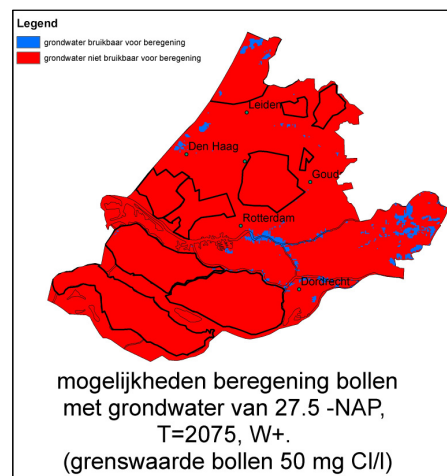 Legend
grondwater bruikbaar voor beregening
grondwater niet bruikbaar voor beregening
Leiden
Den Haag
Goud
Rotterdam
Dordrecht
mogelijkheden beregening bollen
met grondwater van 27.5 -NAP,
T=2075, W+.
(grenswaarde bollen 50 mg Cl/l)